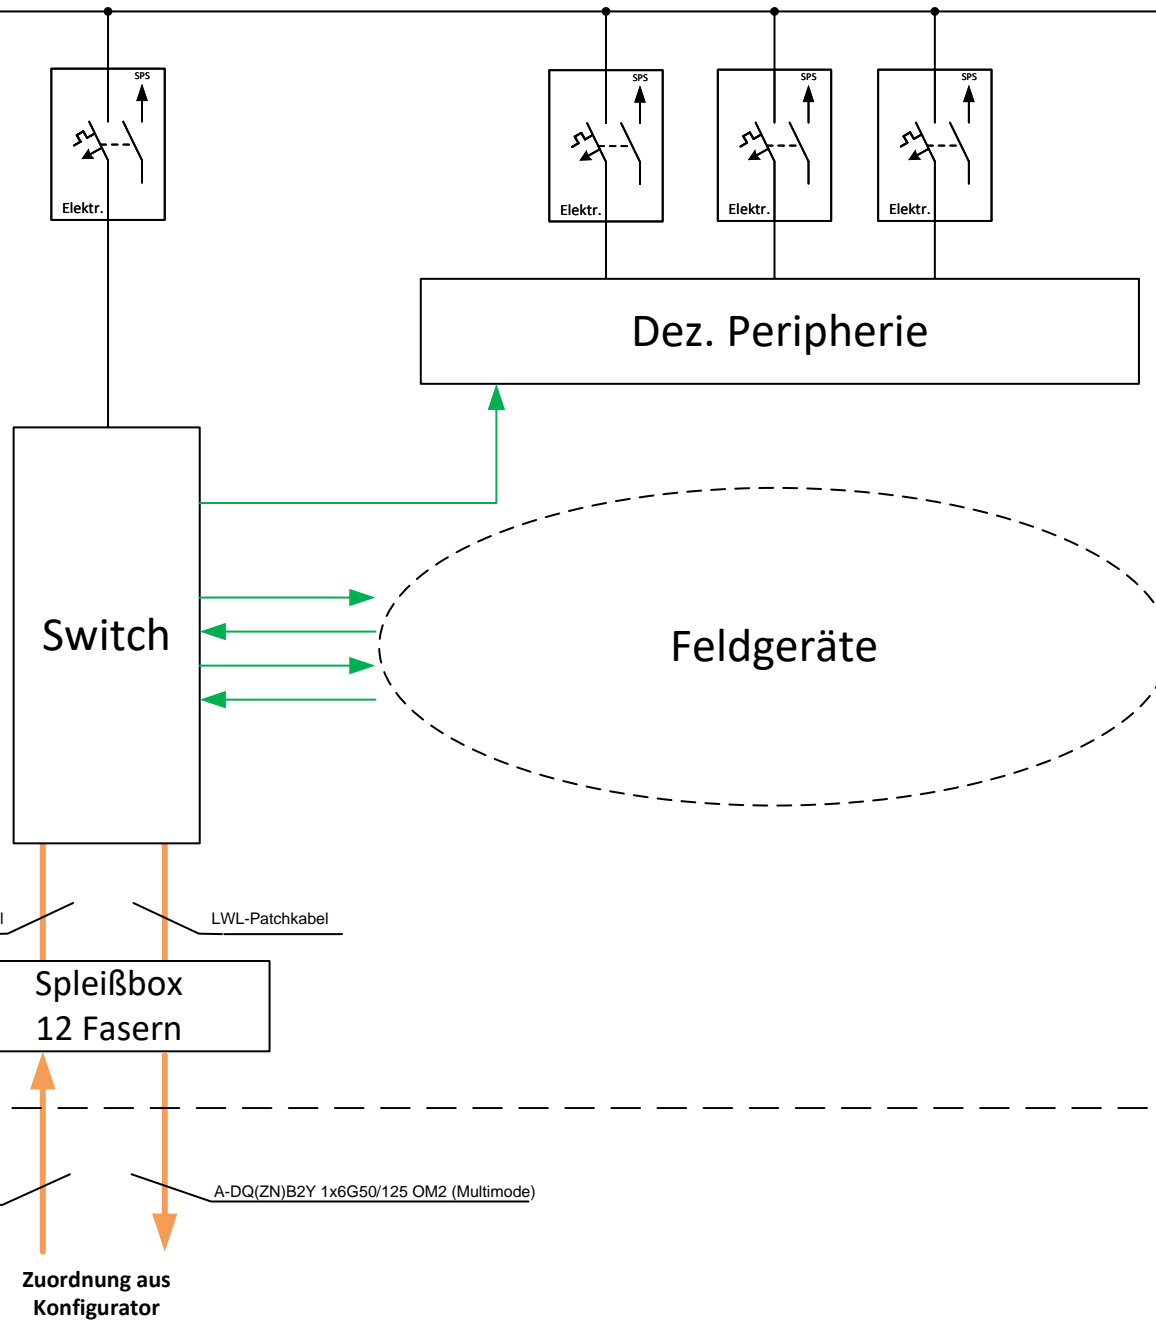 SPS
SPS
SPS
SPS
Elektr.
Elektr.
Elektr.
Elektr.
Dez. Peripherie
Switch
Feldgeräte
l
LWL-Patchkabel
Spleißbox
12 Fasern
A-DQ(ZN)B2Y 1x6G50/125 OM2 (Multimode)
Zuordnung aus
Konfigurator